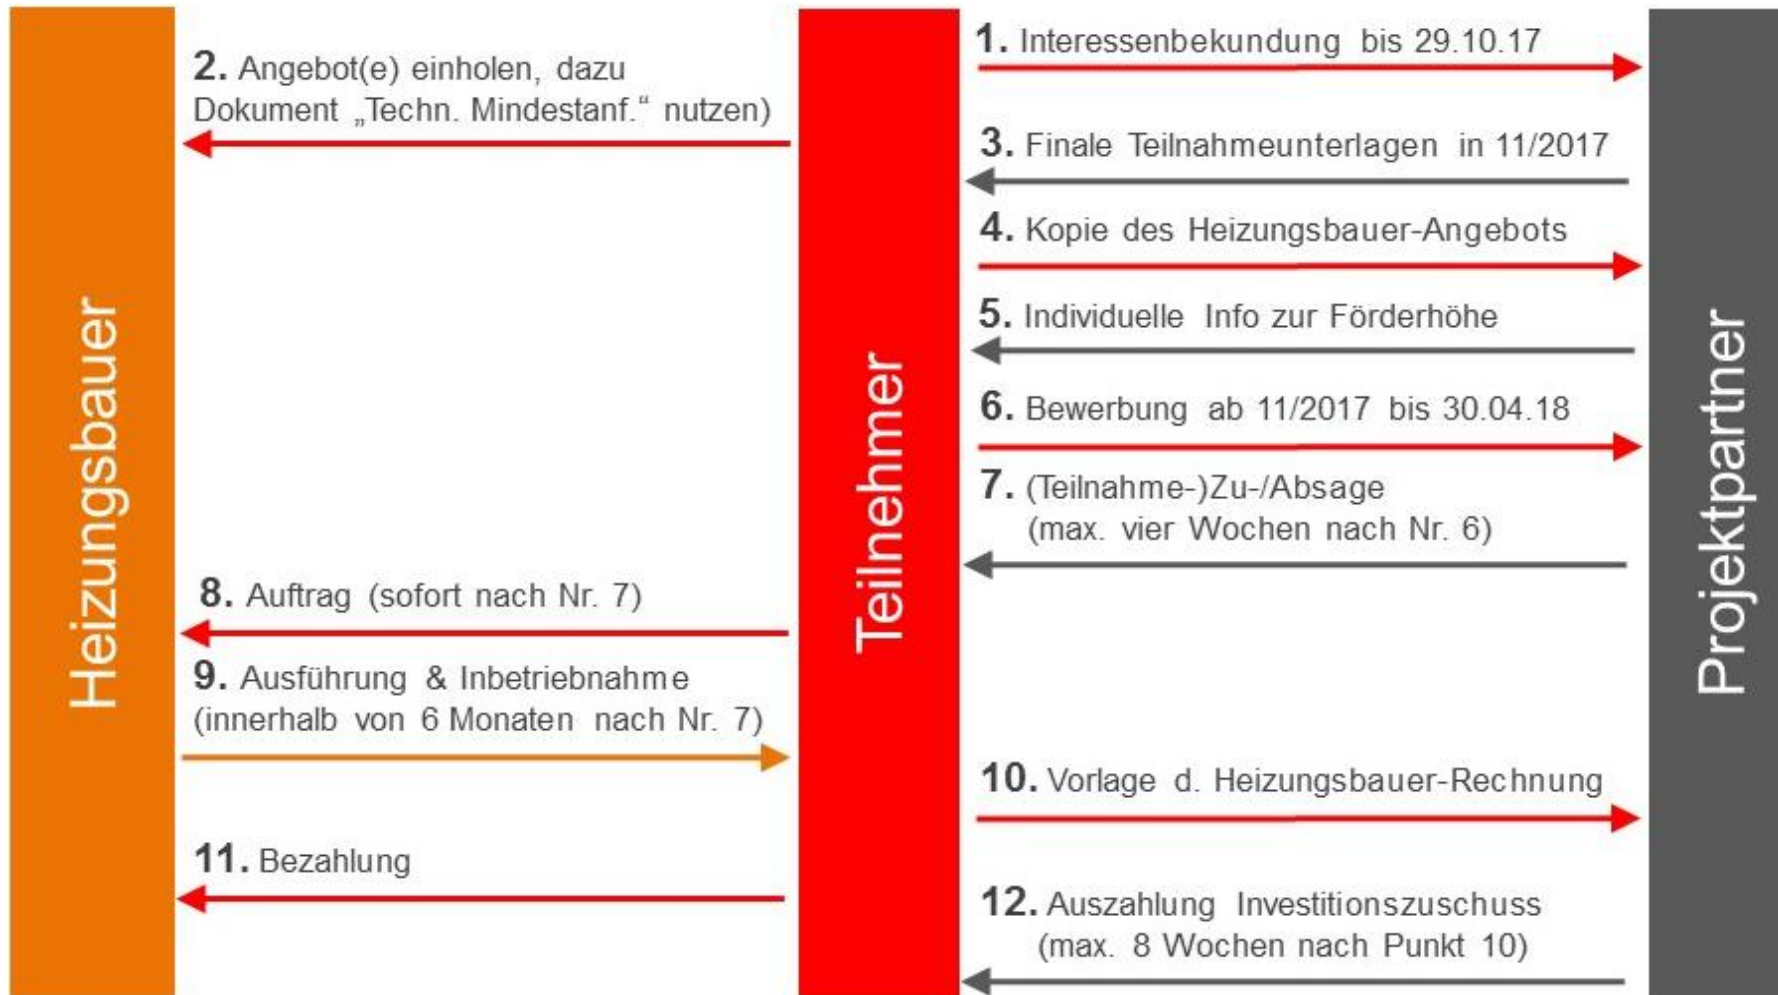 Heizungsbauer
Teilnehmer
Projektpartner
1. Interessenbekundung bis 29.10.17
2. Angebot(e) einholen, dazu
Dokument „Techn. Mindestanf.“ nutzen)
3. Finale Teilnahmeunterlagen in 11/2017
4. Kopie des Heizungsbauer-Angebots
5. Individuelle Info zur Förderhöhe
6. Bewerbung ab 11/2017 bis 30.04.18
7. (Teilnahme-)Zu-/Absage
(max. vier Wochen nach Nr. 6)
8. Auftrag (sofort nach Nr. 7)
9. Ausführung & Inbetriebnahme
(innerhalb von 6 Monaten nach Nr. 7)
10. Vorlage d. Heizungsbauer-Rechnung
11. Bezahlung
12. Auszahlung Investitionszuschuss
(max. 8 Wochen nach Punkt 10)